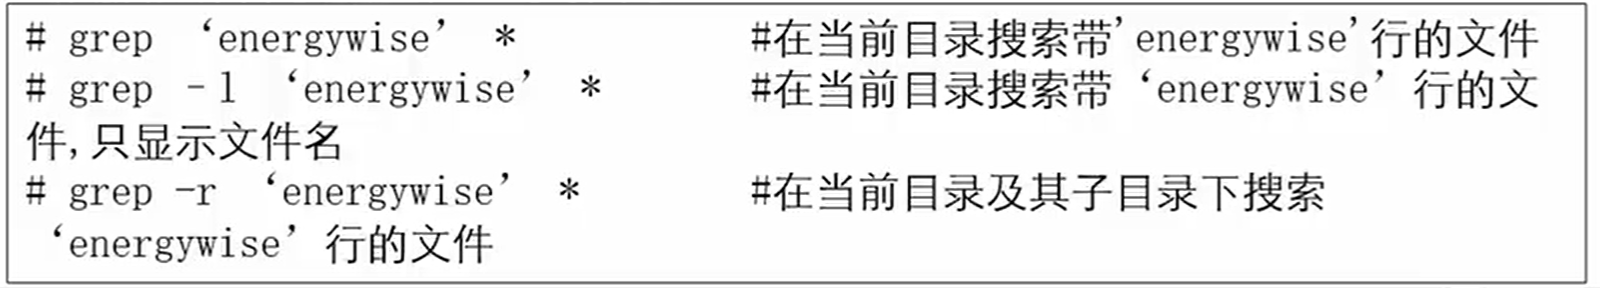 # grep ‘energywise’ * #在当前目录搜索带'energywise'行的文件
# grep –l ‘energywise’ * #在当前目录搜索带‘energywise’行的文
件,只显示文件名
# grep -r ‘energywise’ * #在当前目录及其子目录下搜索
‘energywise’行的文件